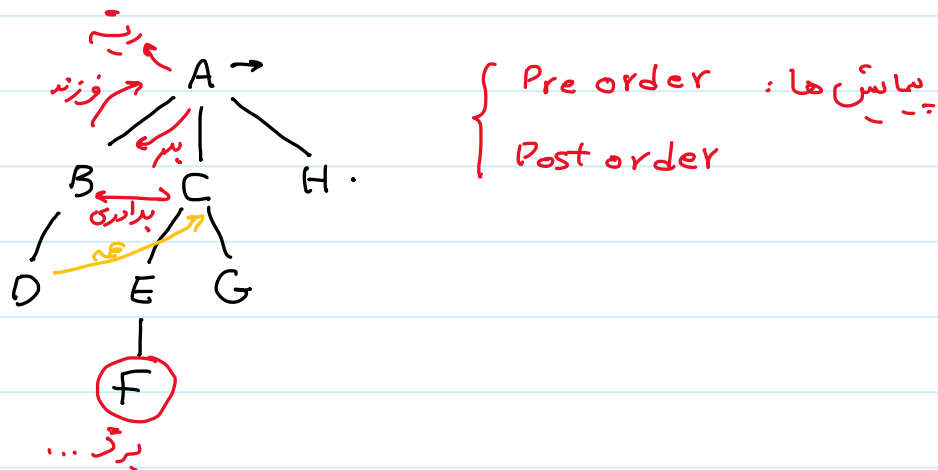 ریشه
A
فرزند
پدر
B
برادری
C
H
عمو
D
E
G
F
برگ ...
پیمایش ها :
Pre order
Post order